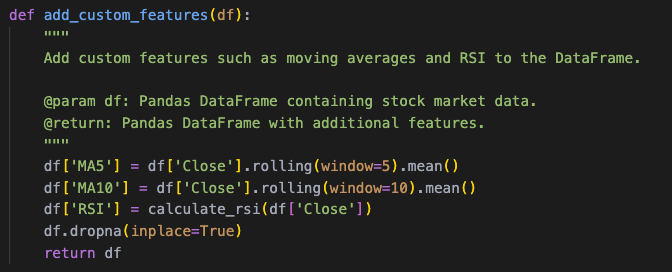 def add_custom_features(df):
    """
    Add custom features such as moving averages and RSI to the DataFrame.

    @param df: Pandas DataFrame containing stock market data.
    @return: Pandas DataFrame with additional features.
    """
    df['MA5'] = df['Close'].rolling(window=5).mean()
    df['MA10'] = df['Close'].rolling(window=10).mean()
    df['RSI'] = calculate_rsi(df['Close'])
    df.dropna(inplace=True)
    return df